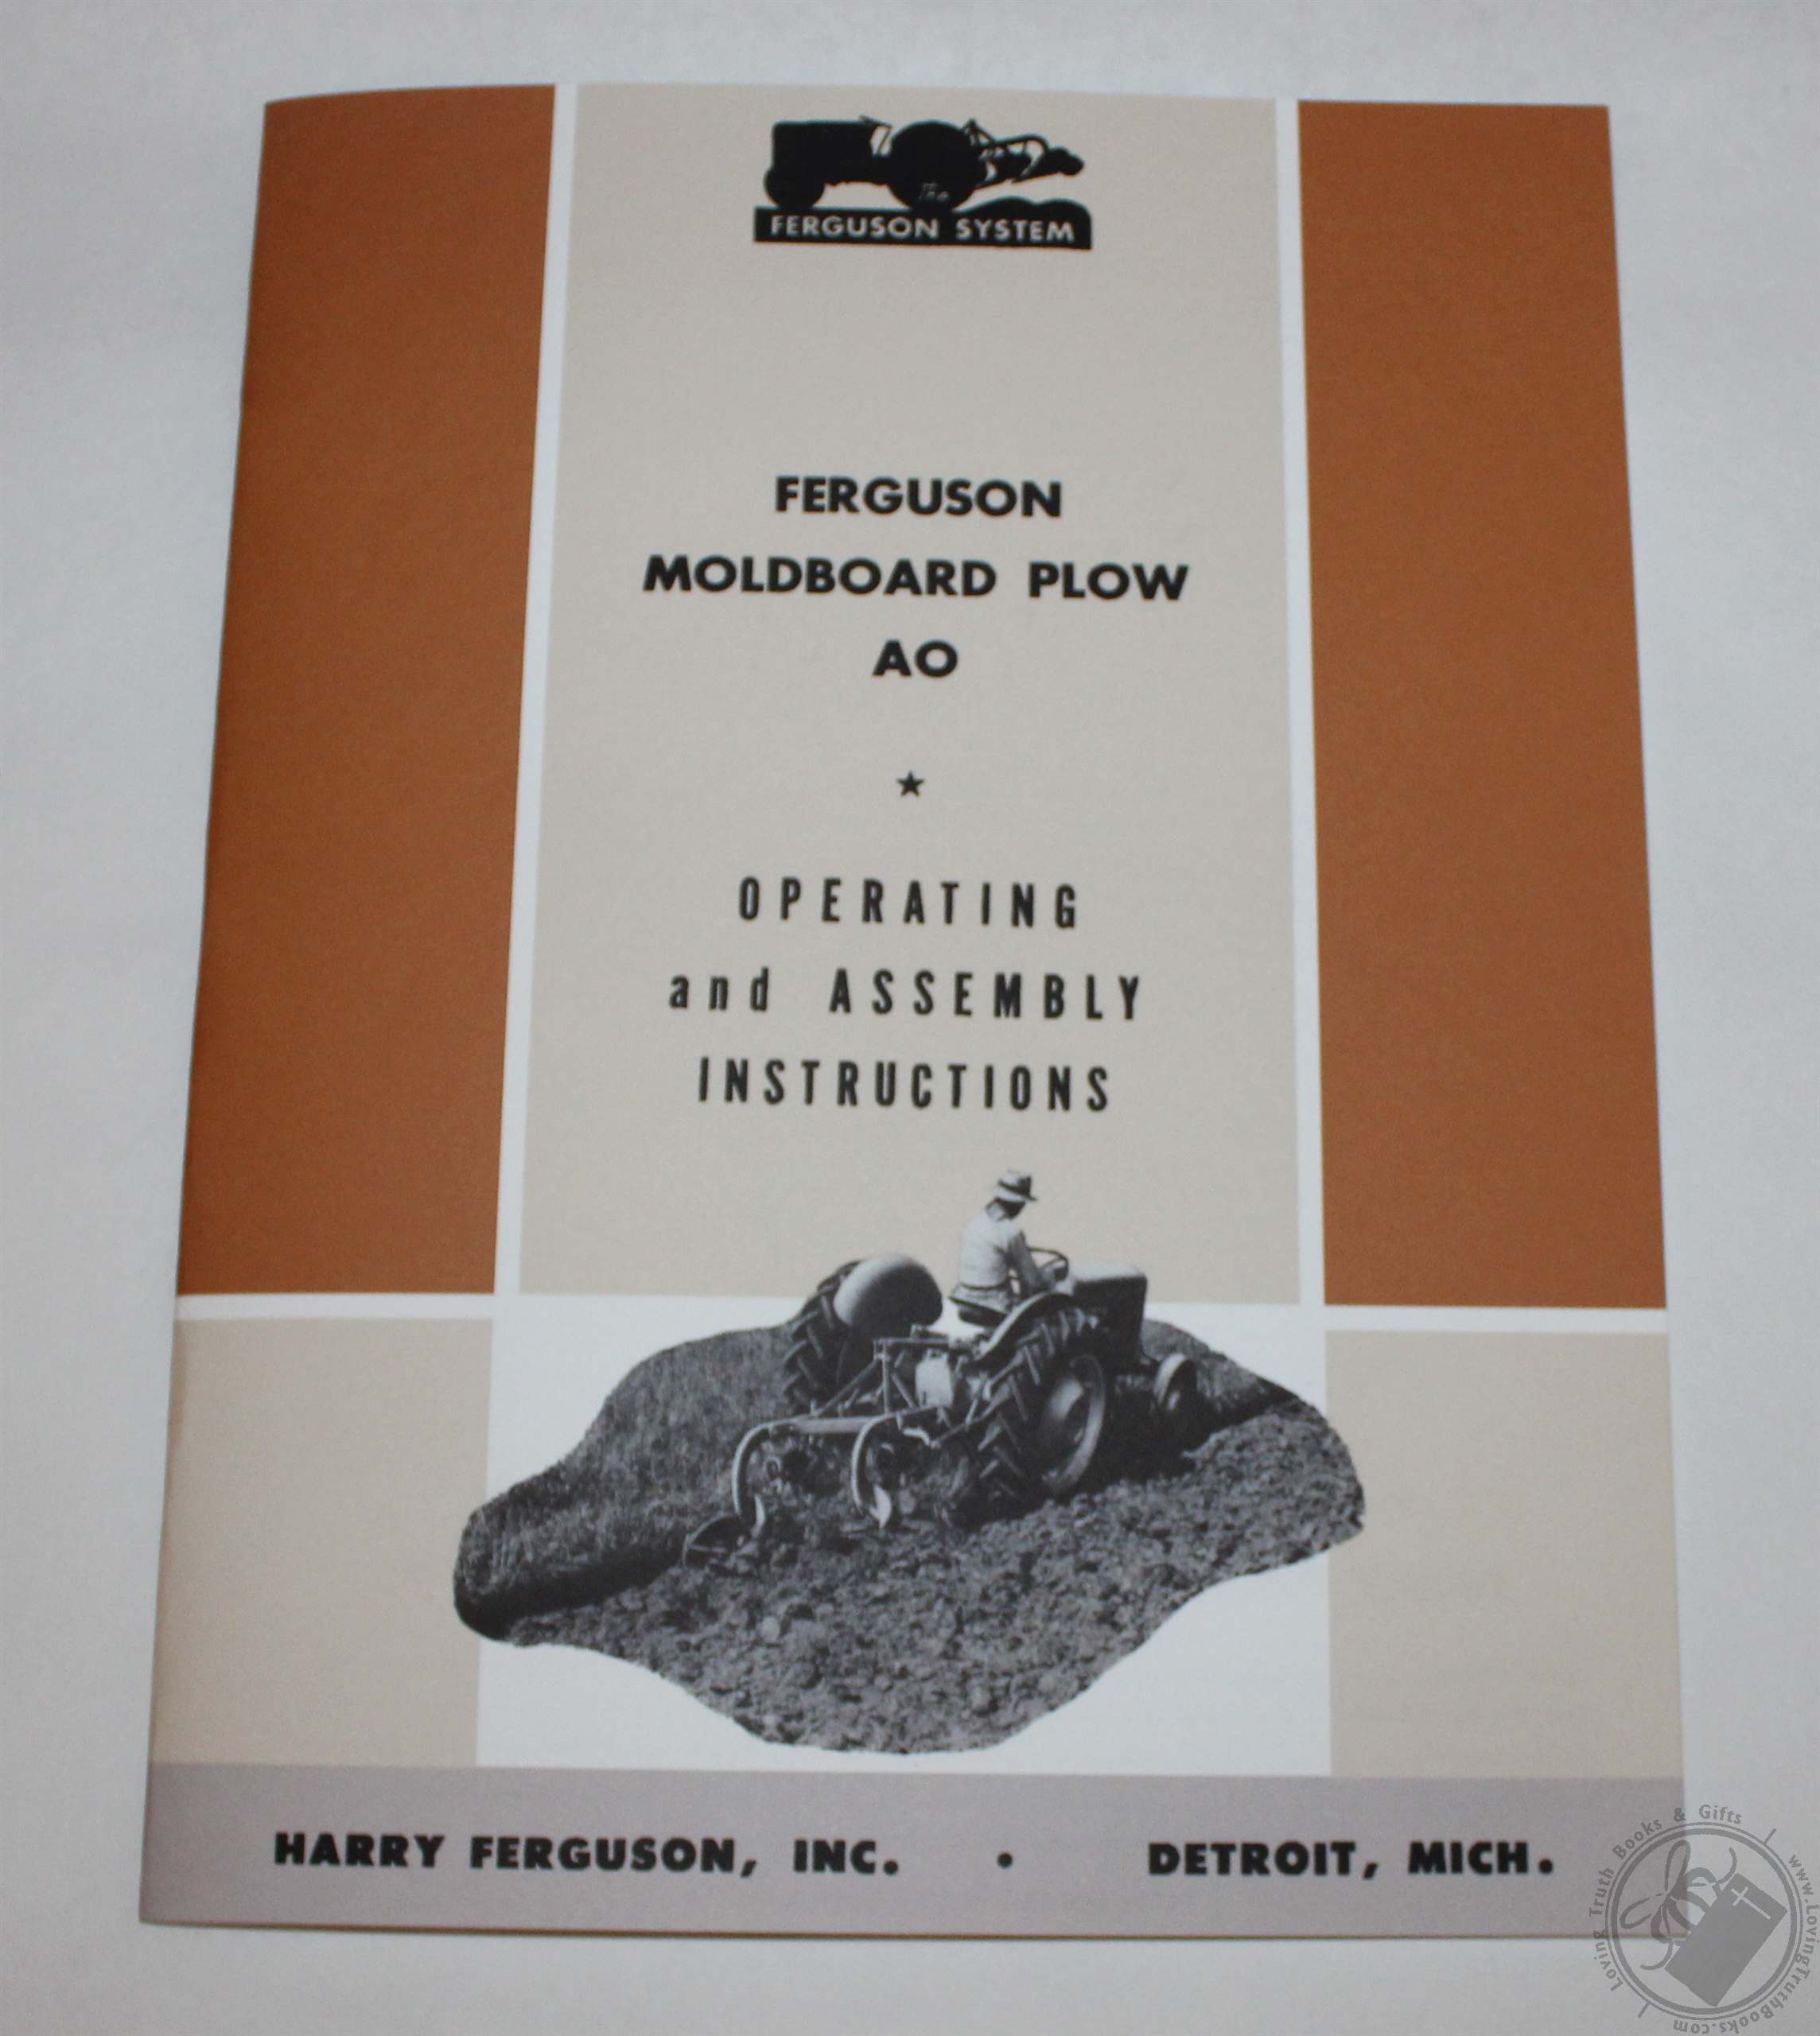 The
FERGUSON SYSTEM
FERGUSON
MOLDBOARD PLOW
AO
OPERATING
and ASSEMBLY
INSTRUCTIONS
HARRY FERGUSON, INC. • DETROIT, MICH.
Loving Truth Books & Gifts
www.LovingTruthBooks.com